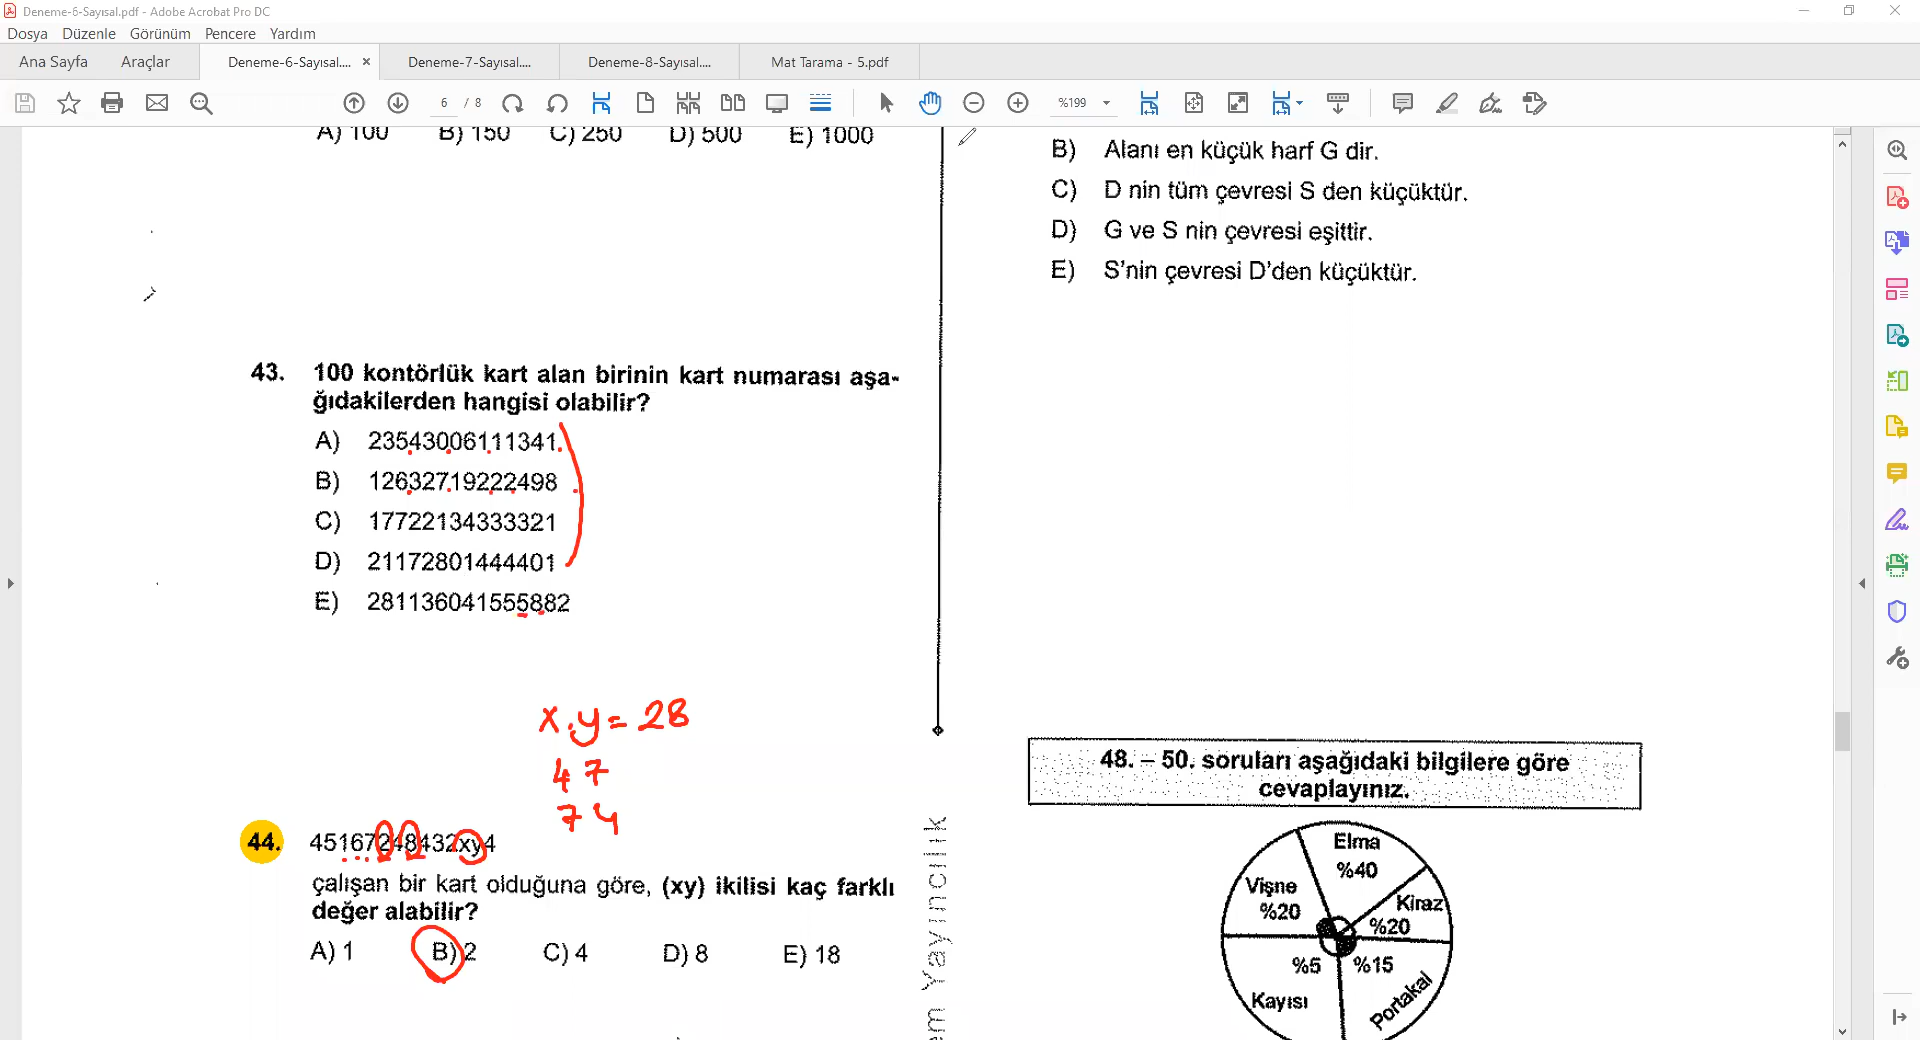 Deneme-6-Sayısal.pdf - Adobe Acrobat Pro DC
Dosya Düzenle Görünüm Pencere Yardım
Ana Sayfa Araçlar Deneme-6-Sayısal.... × Deneme-7-Sayısal.... Deneme-8-Sayısal.... Mat Tarama - 5.pdf
6 / 8 %199
A) 100 B) 150 C) 250 D) 500 E) 1000
43. 100 kontörlük kart alan birinin kart numarası aşa-
ğıdakilerden hangisi olabilir?
A) 23543006111341
B) 12632719222498
C) 17722134333321
D) 21172801444401
E) 281136041555882
x.y = 28
4 7
7 4
44. 45167248432xy4
çalışan bir kart olduğuna göre, (xy) ikilisi kaç farklı
değer alabilir?
A) 1 B) 2 C) 4 D) 8 E) 18
em Yayıncılık
B) Alanı en küçük harf G dir.
C) D nin tüm çevresi S den küçüktür.
D) G ve S nin çevresi eşittir.
E) S'nin çevresi D'den küçüktür.
48. – 50. soruları aşağıdaki bilgilere göre
cevaplayınız.
Elma
%40
Vişne
%20
Kiraz
%20
%5 %15
Kayısı
Portakal